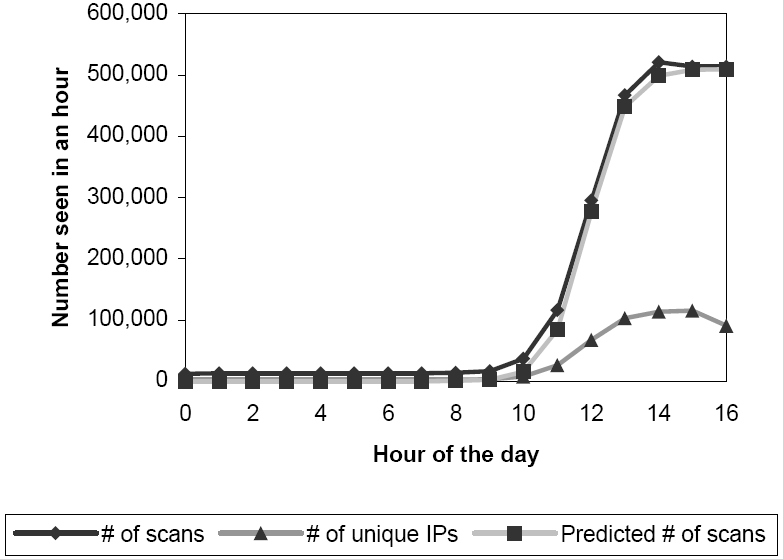 600,000
500,000
400,000
300,000
200,000
100,000
0
Number seen in an hour
0 2 4 6 8 10 12 14 16
Hour of the day
# of scans # of unique IPs Predicted # of scans